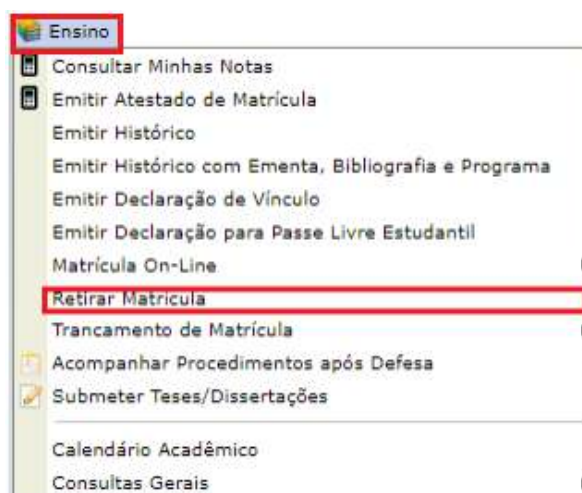 Ensino
Consultar Minhas Notas
Emitir Atestado de Matrícula
Emitir Histórico
Emitir Histórico com Ementa, Bibliografia e Programa
Emitir Declaração de Vínculo
Emitir Declaração para Passe Livre Estudantil
Matrícula On-Line
Retirar Matricula
Trancamento de Matrícula
Acompanhar Procedimentos após Defesa
Submeter Teses/Dissertações
Calendário Acadêmico
Consultas Gerais